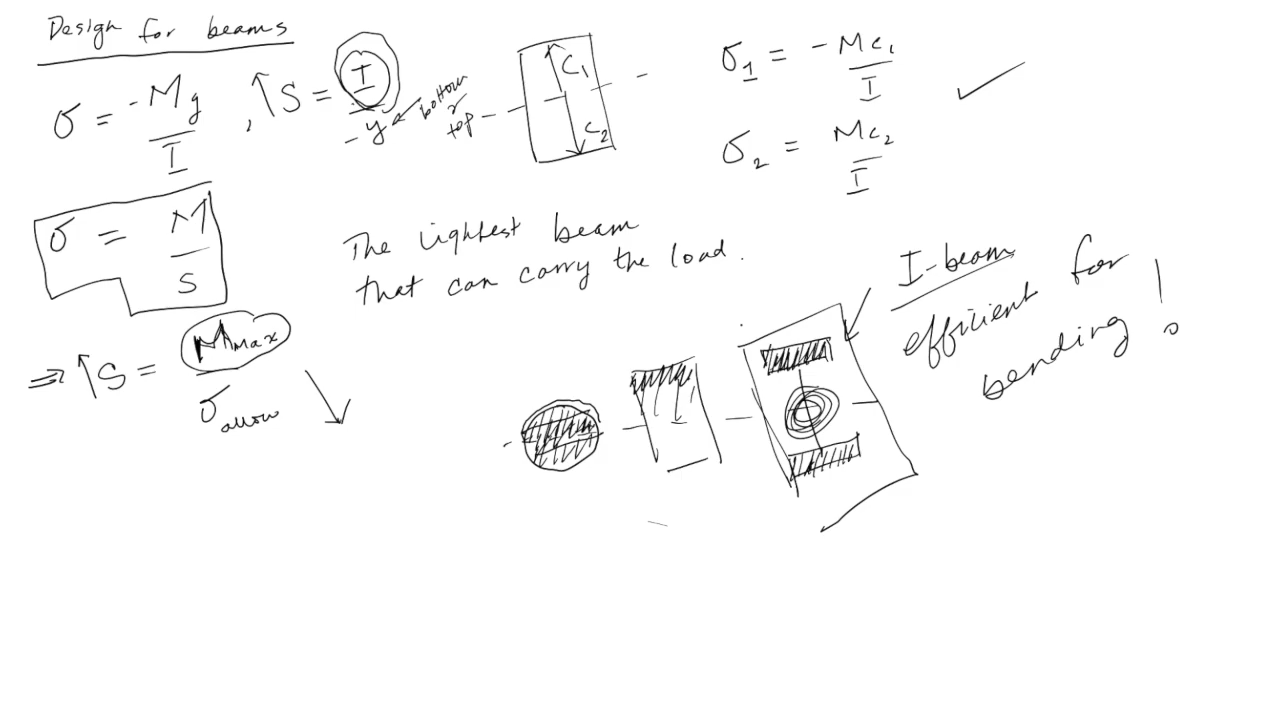 Design for beams
σ = -My/I , ↑S = I/-y ← bottom or top
C1
C2
σ1 = -Mc1/I ✓
σ2 = Mc2/I
σ = M/S
The lightest beam
that can carry the load.
⇒ ↑S = Mmax/σallow ↘
I-beam
efficient for
bending !